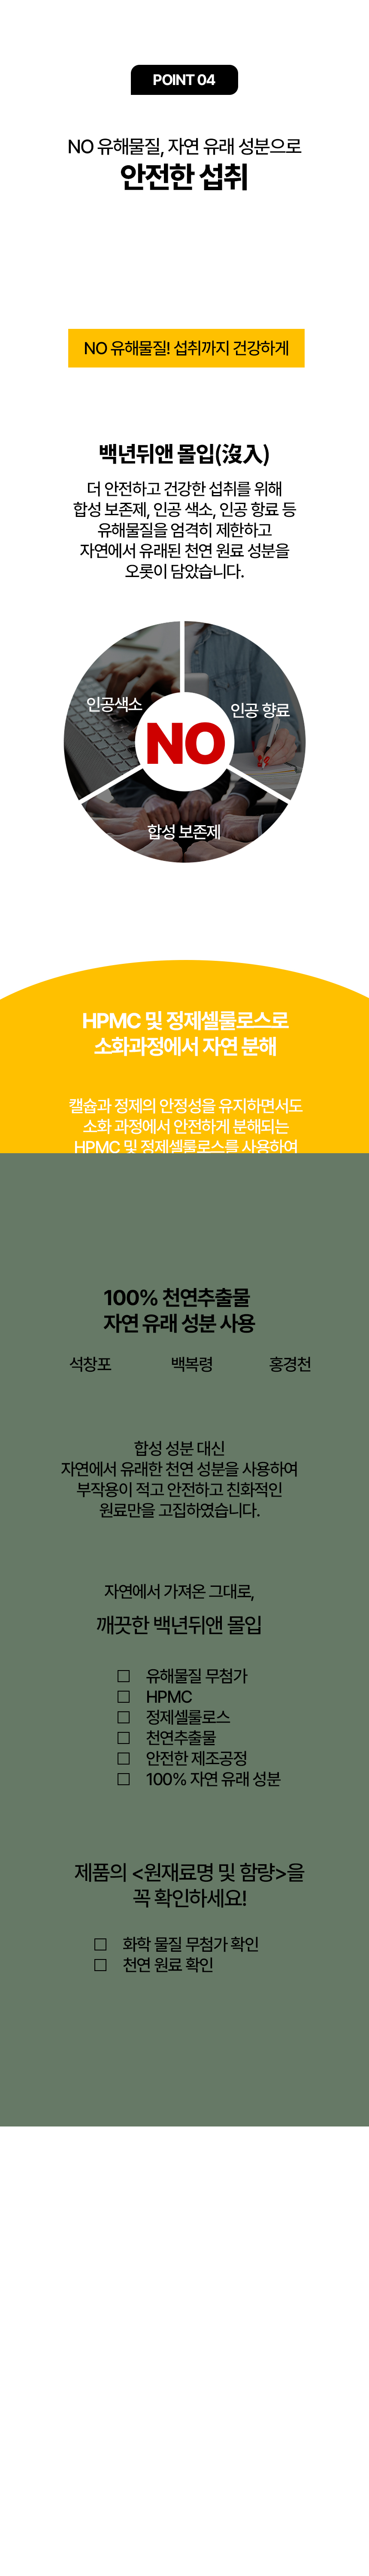 POINT 04
NO 유해물질, 자연 유래 성분으로
안전한 섭취
NO 유해물질! 섭취까지 건강하게
백년뒤앤 몰입(沒入)
더 안전하고 건강한 섭취를 위해
합성 보존제, 인공 색소, 인공 향료 등
유해물질을 엄격히 제한하고
자연에서 유래된 천연 원료 성분을
오롯이 담았습니다.
인공색소
인공 향료
NO
합성 보존제
HPMC 및 정제셀룰로스로
소화과정에서 자연 분해
캡슙과 정제의 안정성을 유지하면서도
소화 과정에서 안전하게 분해되는
HPMC 및 정제셀룰로스를 사용하여
100% 천연추출물
자연 유래 성분 사용
석창포 백복령 홍경천
합성 성분 대신
자연에서 유래한 천연 성분을 사용하여
부작용이 적고 안전하고 친화적인
원료만을 고집하였습니다.
자연에서 가져온 그대로,
깨끗한 백년뒤앤 몰입
☐ 유해물질 무첨가
☐ HPMC
☐ 정제셀룰로스
☐ 천연추출물
☐ 안전한 제조공정
☐ 100% 자연 유래 성분
제품의 <원재료명 및 함량>을
꼭 확인하세요!
☐ 화학 물질 무첨가 확인
☐ 천연 원료 확인